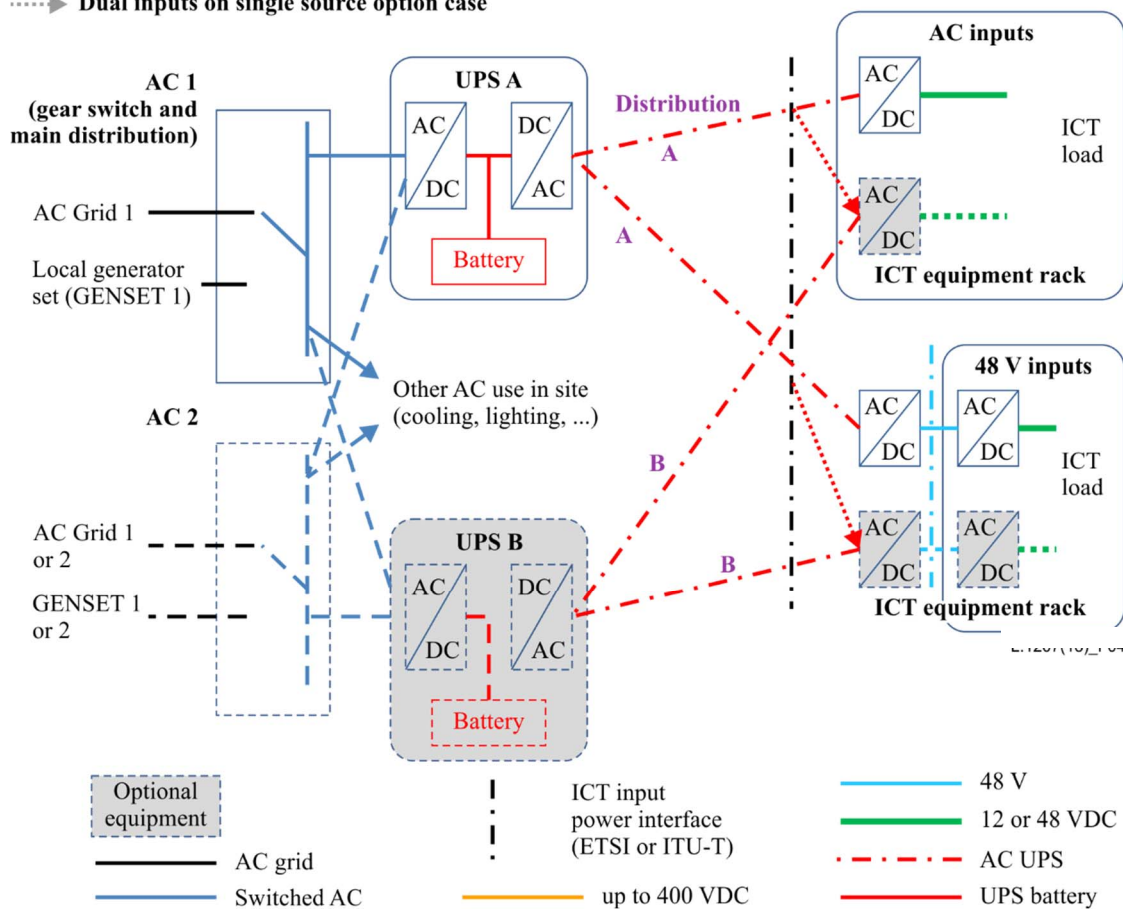 Dual inputs on single source option case
AC inputs
AC 1
(gear switch and
main distribution)
UPS A
Distribution
AC
DC
AC
DC
DC
AC
ICT
load
A
AC Grid 1
A
AC
DC
Battery
Local generator
set (GENSET 1)
ICT equipment rack
48 V inputs
Other AC use in site
(cooling, lighting, ...)
AC 2
AC
DC
AC
DC
ICT
load
B
AC Grid 1
or 2
UPS B
AC
DC
AC
DC
B
GENSET 1
or 2
AC
DC
DC
AC
ICT equipment rack
Battery
Optional
equipment
ICT input
power interface
(ETSI or ITU-T)
48 V
12 or 48 VDC
AC grid
AC UPS
Switched AC
up to 400 VDC
UPS battery